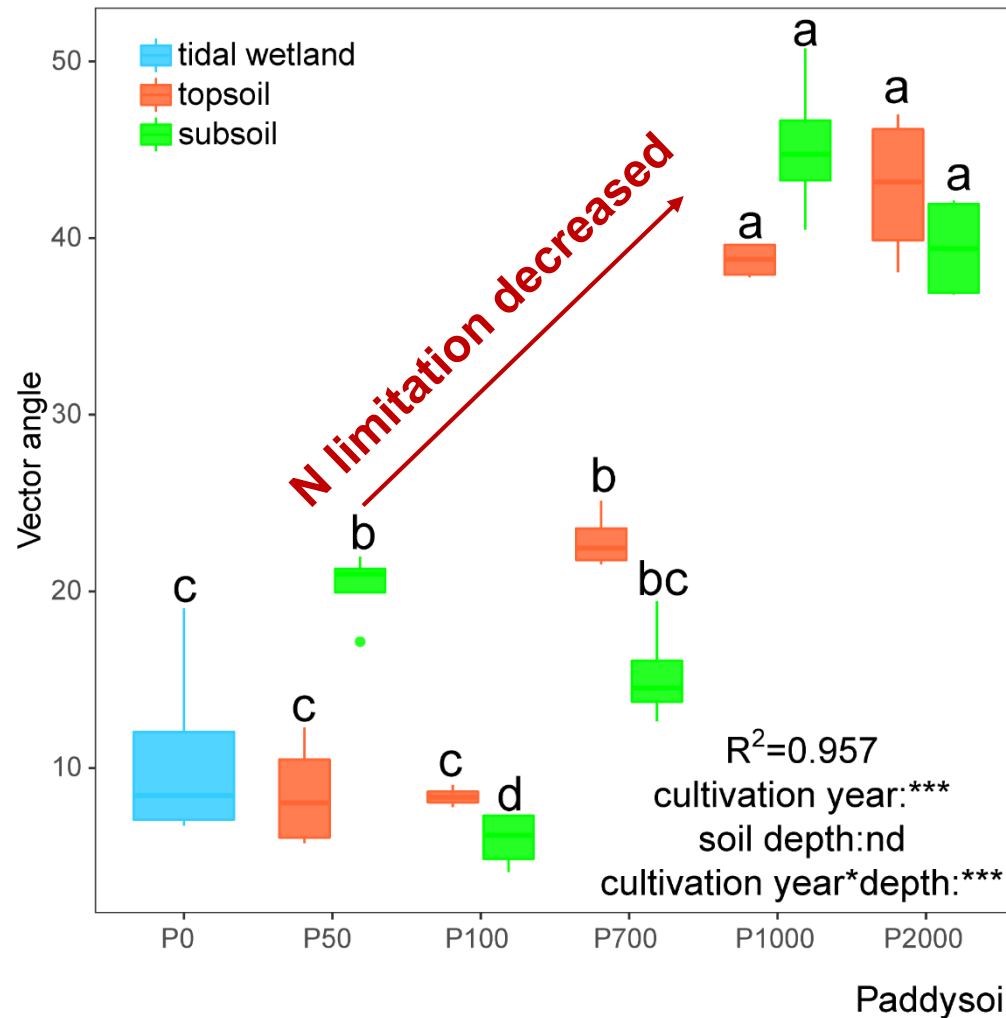 50
40
30
20
10
Vector angle
tidal wetland
topsoil
subsoil
N limitation decreased
c
c
b
c
d
b
bc
a
a
a
a
R²=0.957
cultivation year:***
soil depth:nd
cultivation year*depth:***
P0 P50 P100 P700 P1000 P2000
Paddysoi